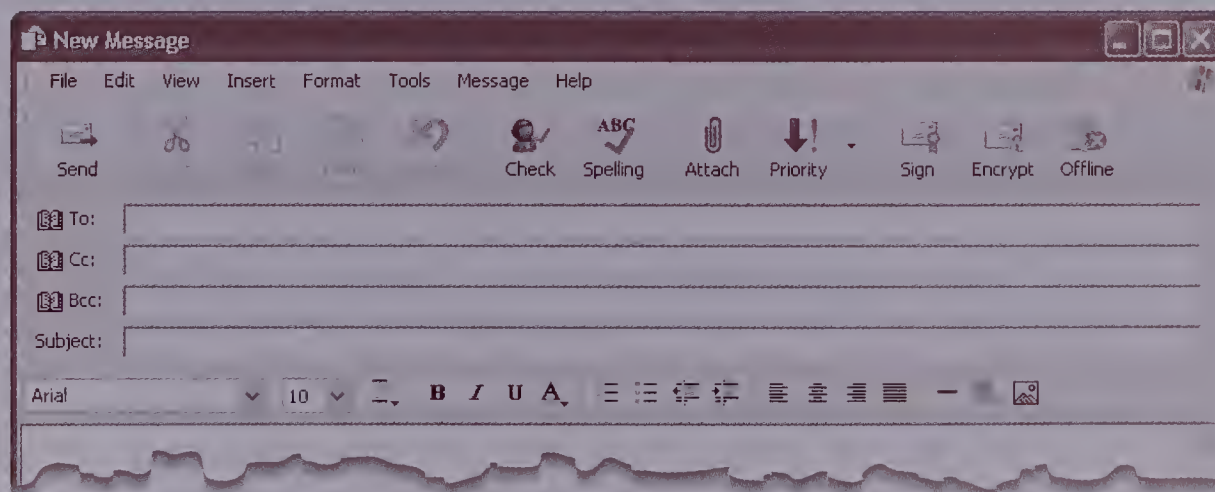 New Message
File Edit View Insert Format Tools Message Help
ABC
Send Check Spelling Attach Priority Sign Encrypt Offline
To:
Cc:
Bcc:
Subject:
Arial 10 B I U A